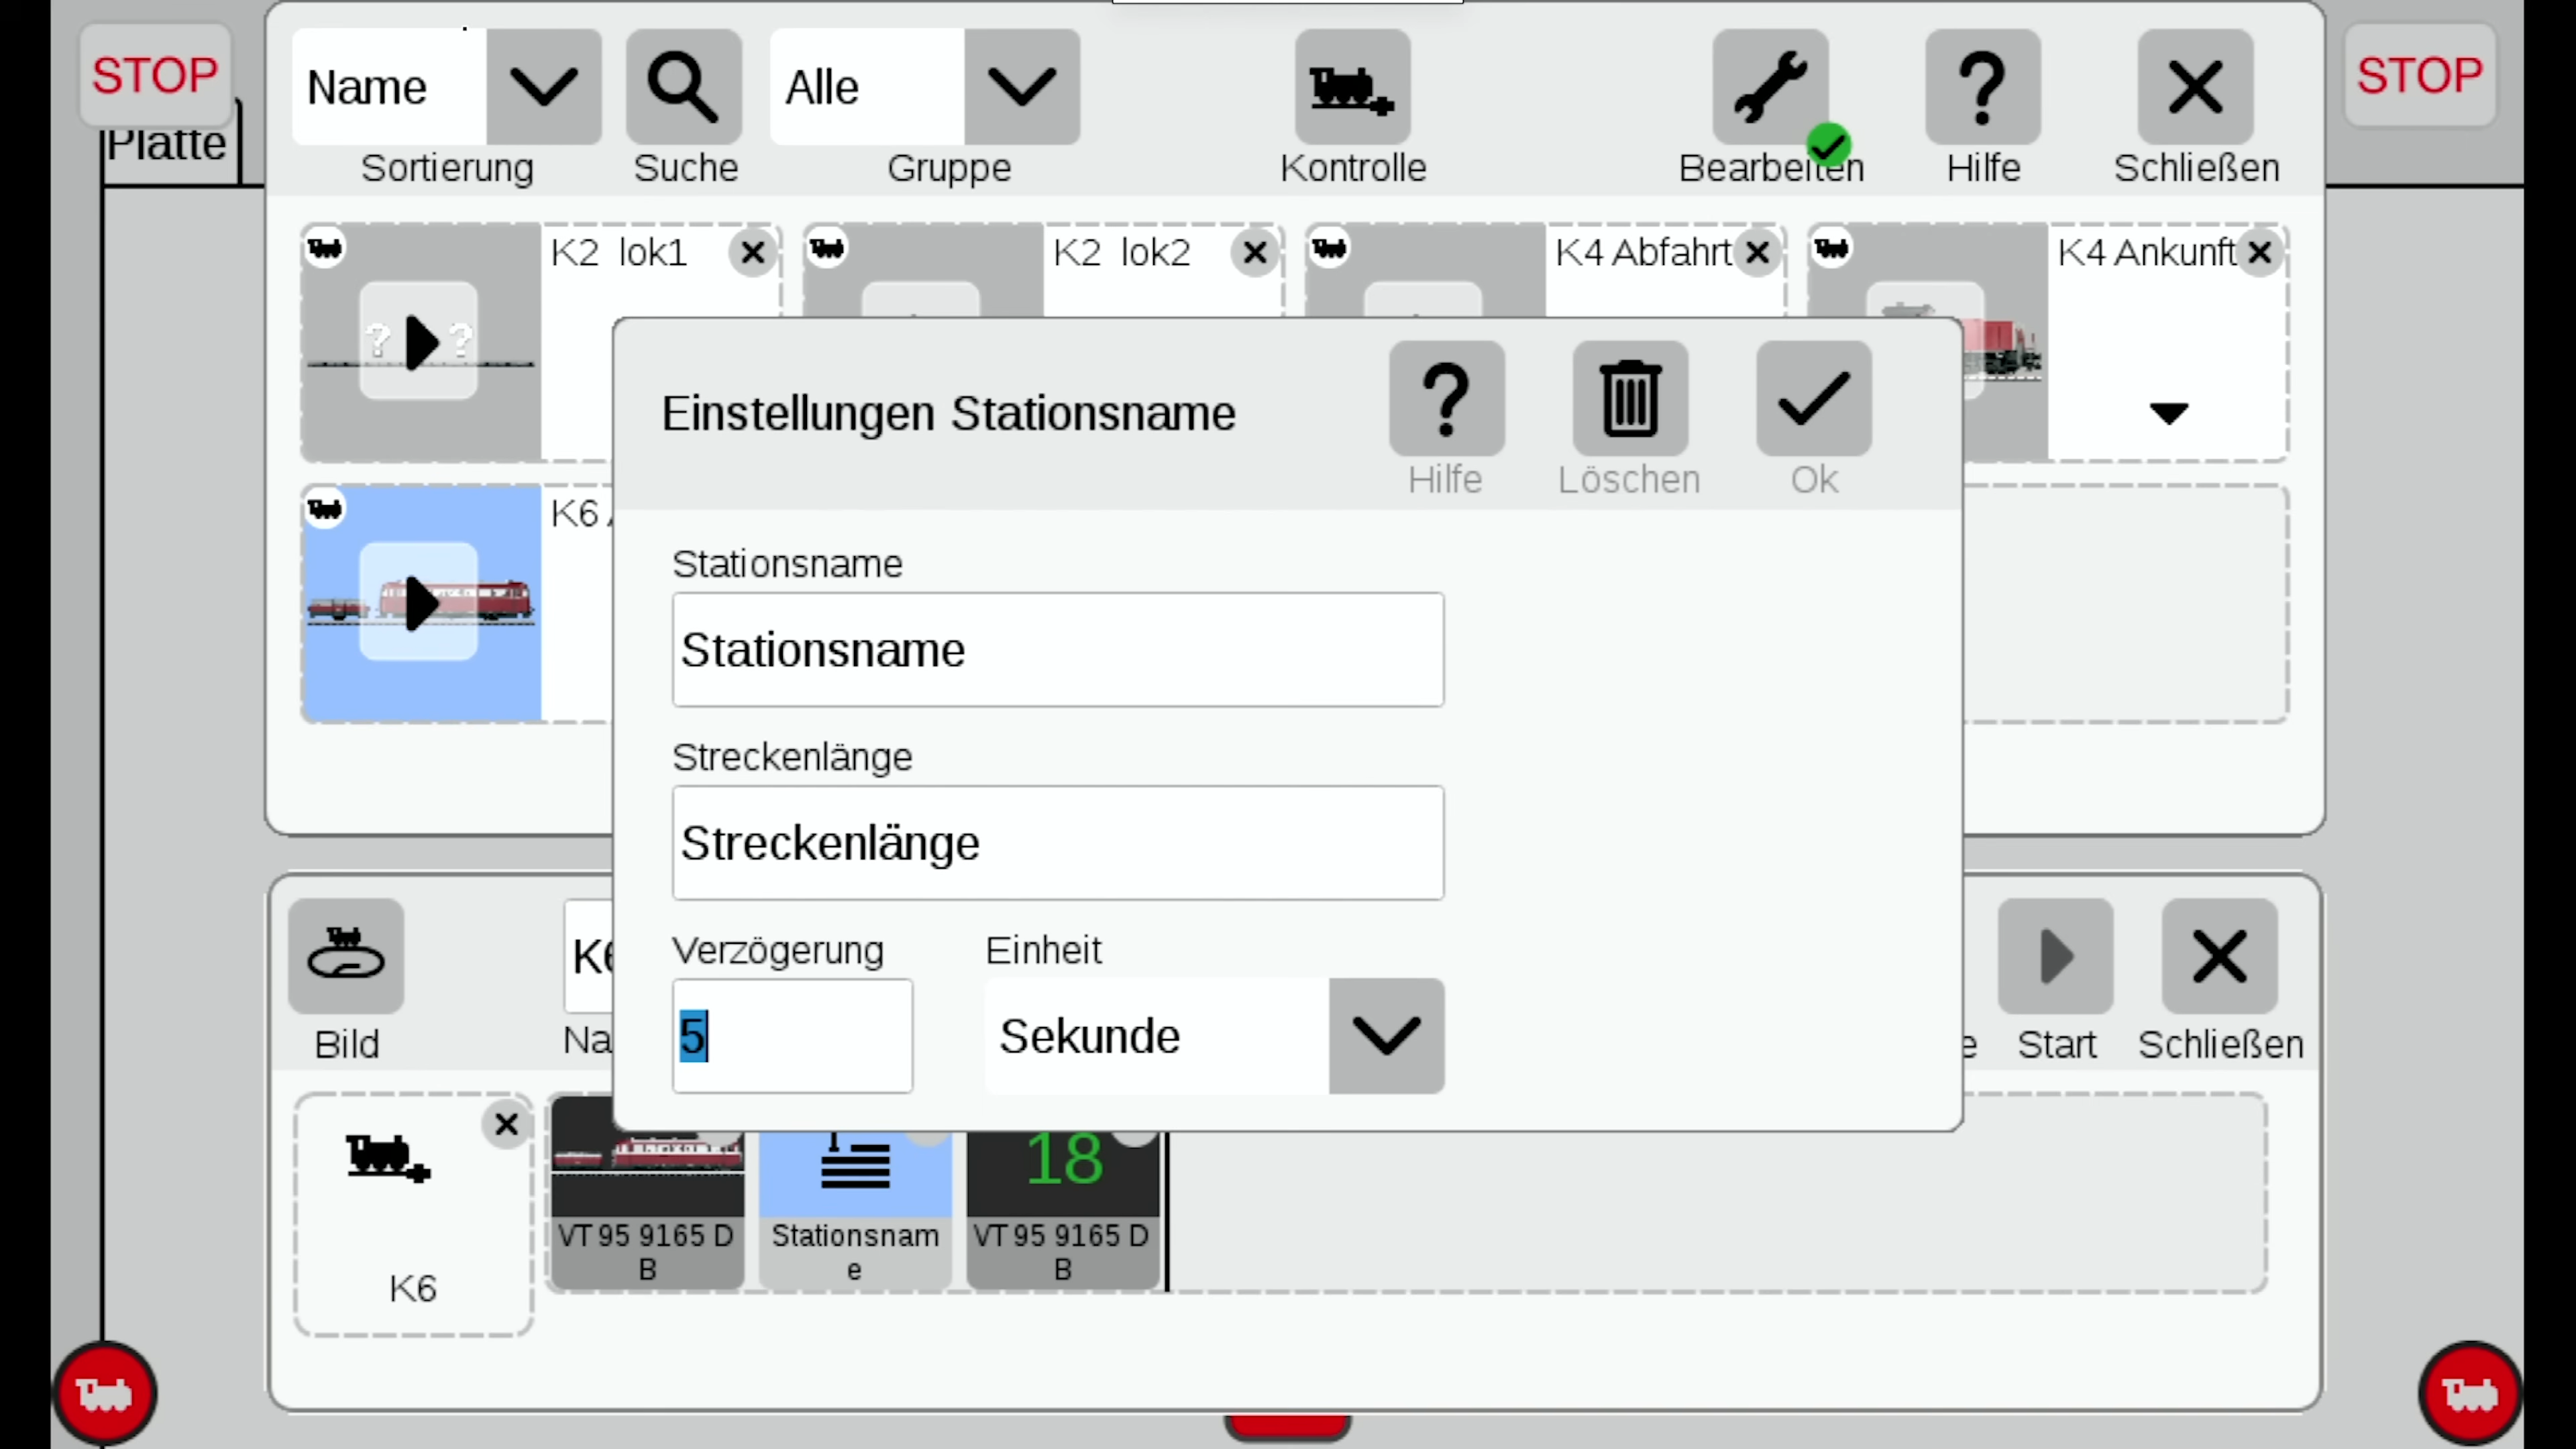 STOP
Name
Alle
STOP
Platte
Sortierung
Suche
Gruppe
Kontrolle
Bearbeiten
Hilfe
Schließen
K2 lok1
K2 lok2
K4 Abfahrt
K4 Ankunft
? ?
Einstellungen Stationsname
Hilfe
Löschen
Ok
K6
Stationsname
Stationsname
Streckenlänge
Streckenlänge
Verzögerung
Einheit
5
Sekunde
Bild
Start
Schließen
K6
18
VT 95 9165 D
B
Stationsnam
e
VT 95 9165 D
B